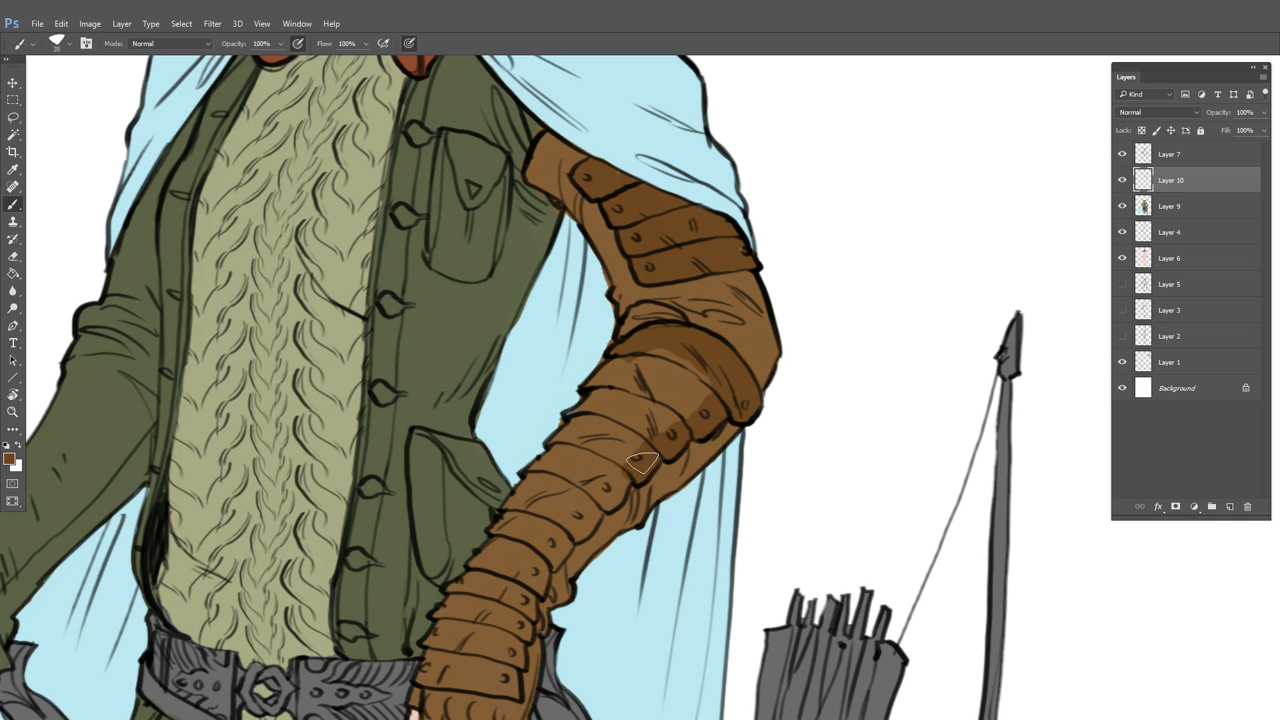 Ps File Edit Image Layer Type Select Filter 3D View Window Help
35 Mode: Normal Opacity: 100% Flow: 100%
Layers
Kind
Normal Opacity: 100%
Lock: Fill: 100%
Layer 7
Layer 10
Layer 9
Layer 4
Layer 6
Layer 5
Layer 3
Layer 2
Layer 1
Background
fx